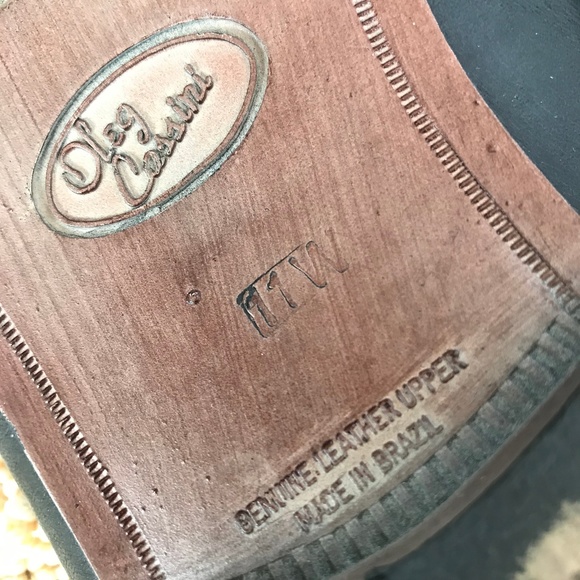 Oleg
Cassini
11W
GENUINE LEATHER UPPER
MADE IN BRAZIL